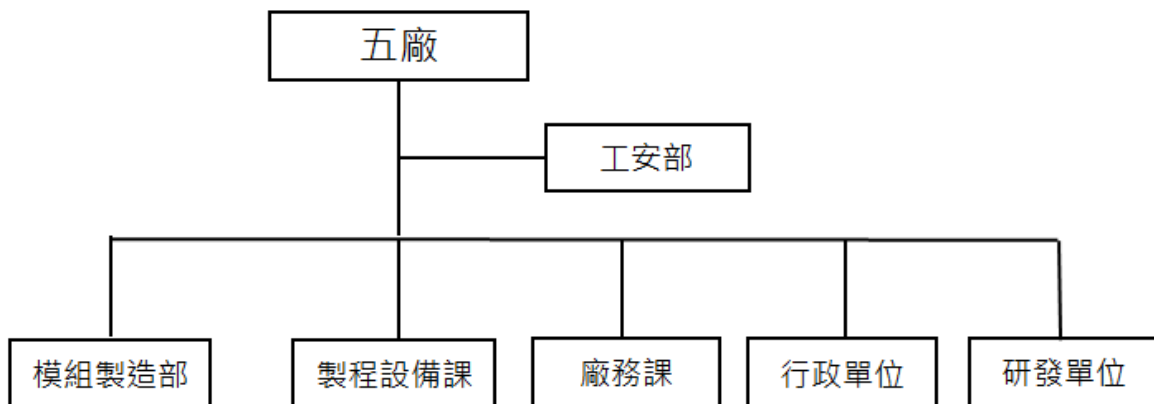 五廠
工安部
模組製造部
製程設備課
廠務課
行政單位
研發單位